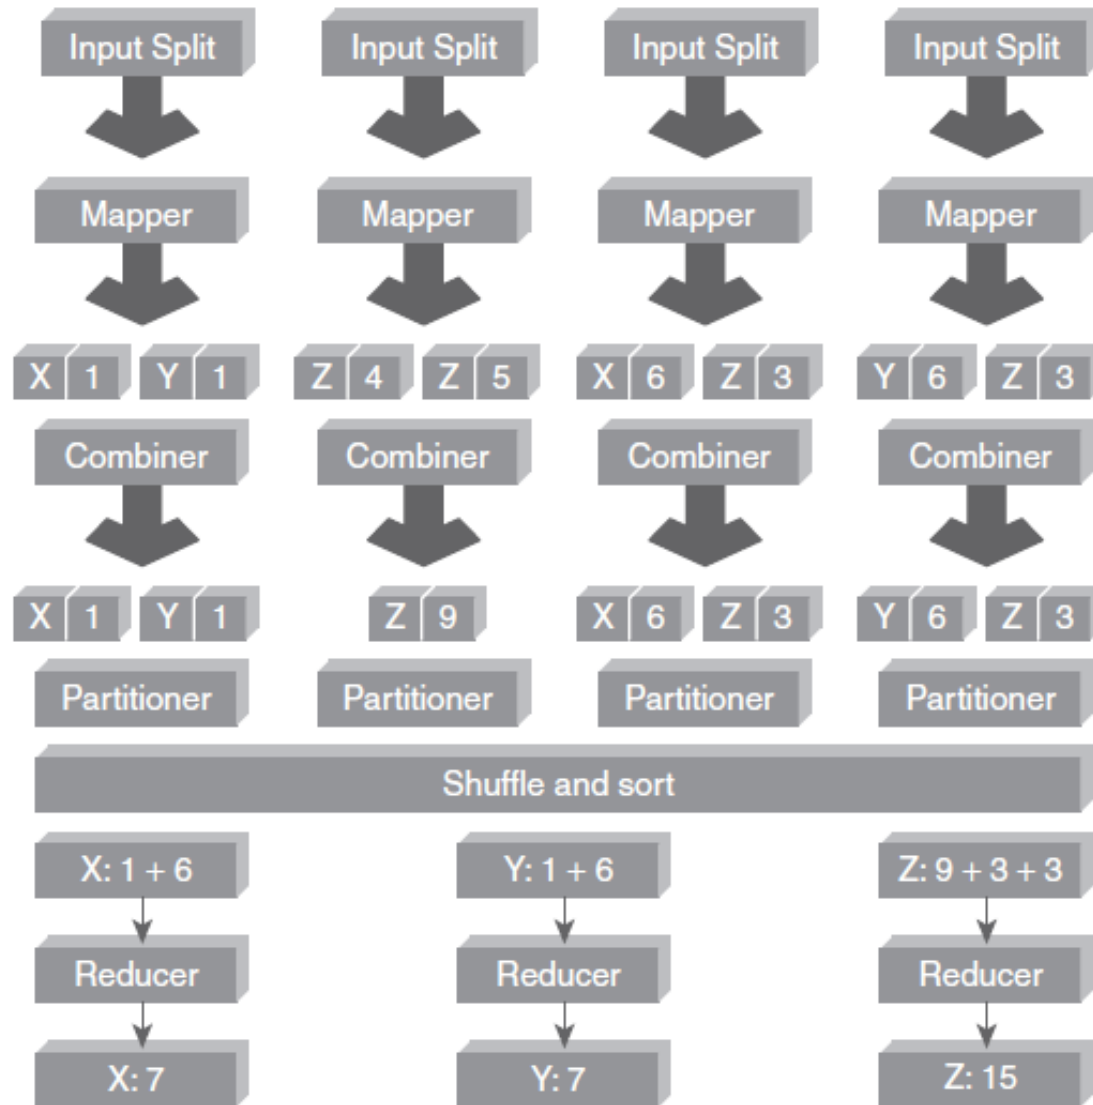 Input Split Input Split Input Split Input Split
Mapper Mapper Mapper Mapper
X 1 Y 1 Z 4 Z 5 X 6 Z 3 Y 6 Z 3
Combiner Combiner Combiner Combiner
X 1 Y 1 Z 9 X 6 Z 3 Y 6 Z 3
Partitioner Partitioner Partitioner Partitioner
Shuffle and sort
X: 1 + 6 Y: 1 + 6 Z: 9 + 3 + 3
Reducer Reducer Reducer
X: 7 Y: 7 Z: 15